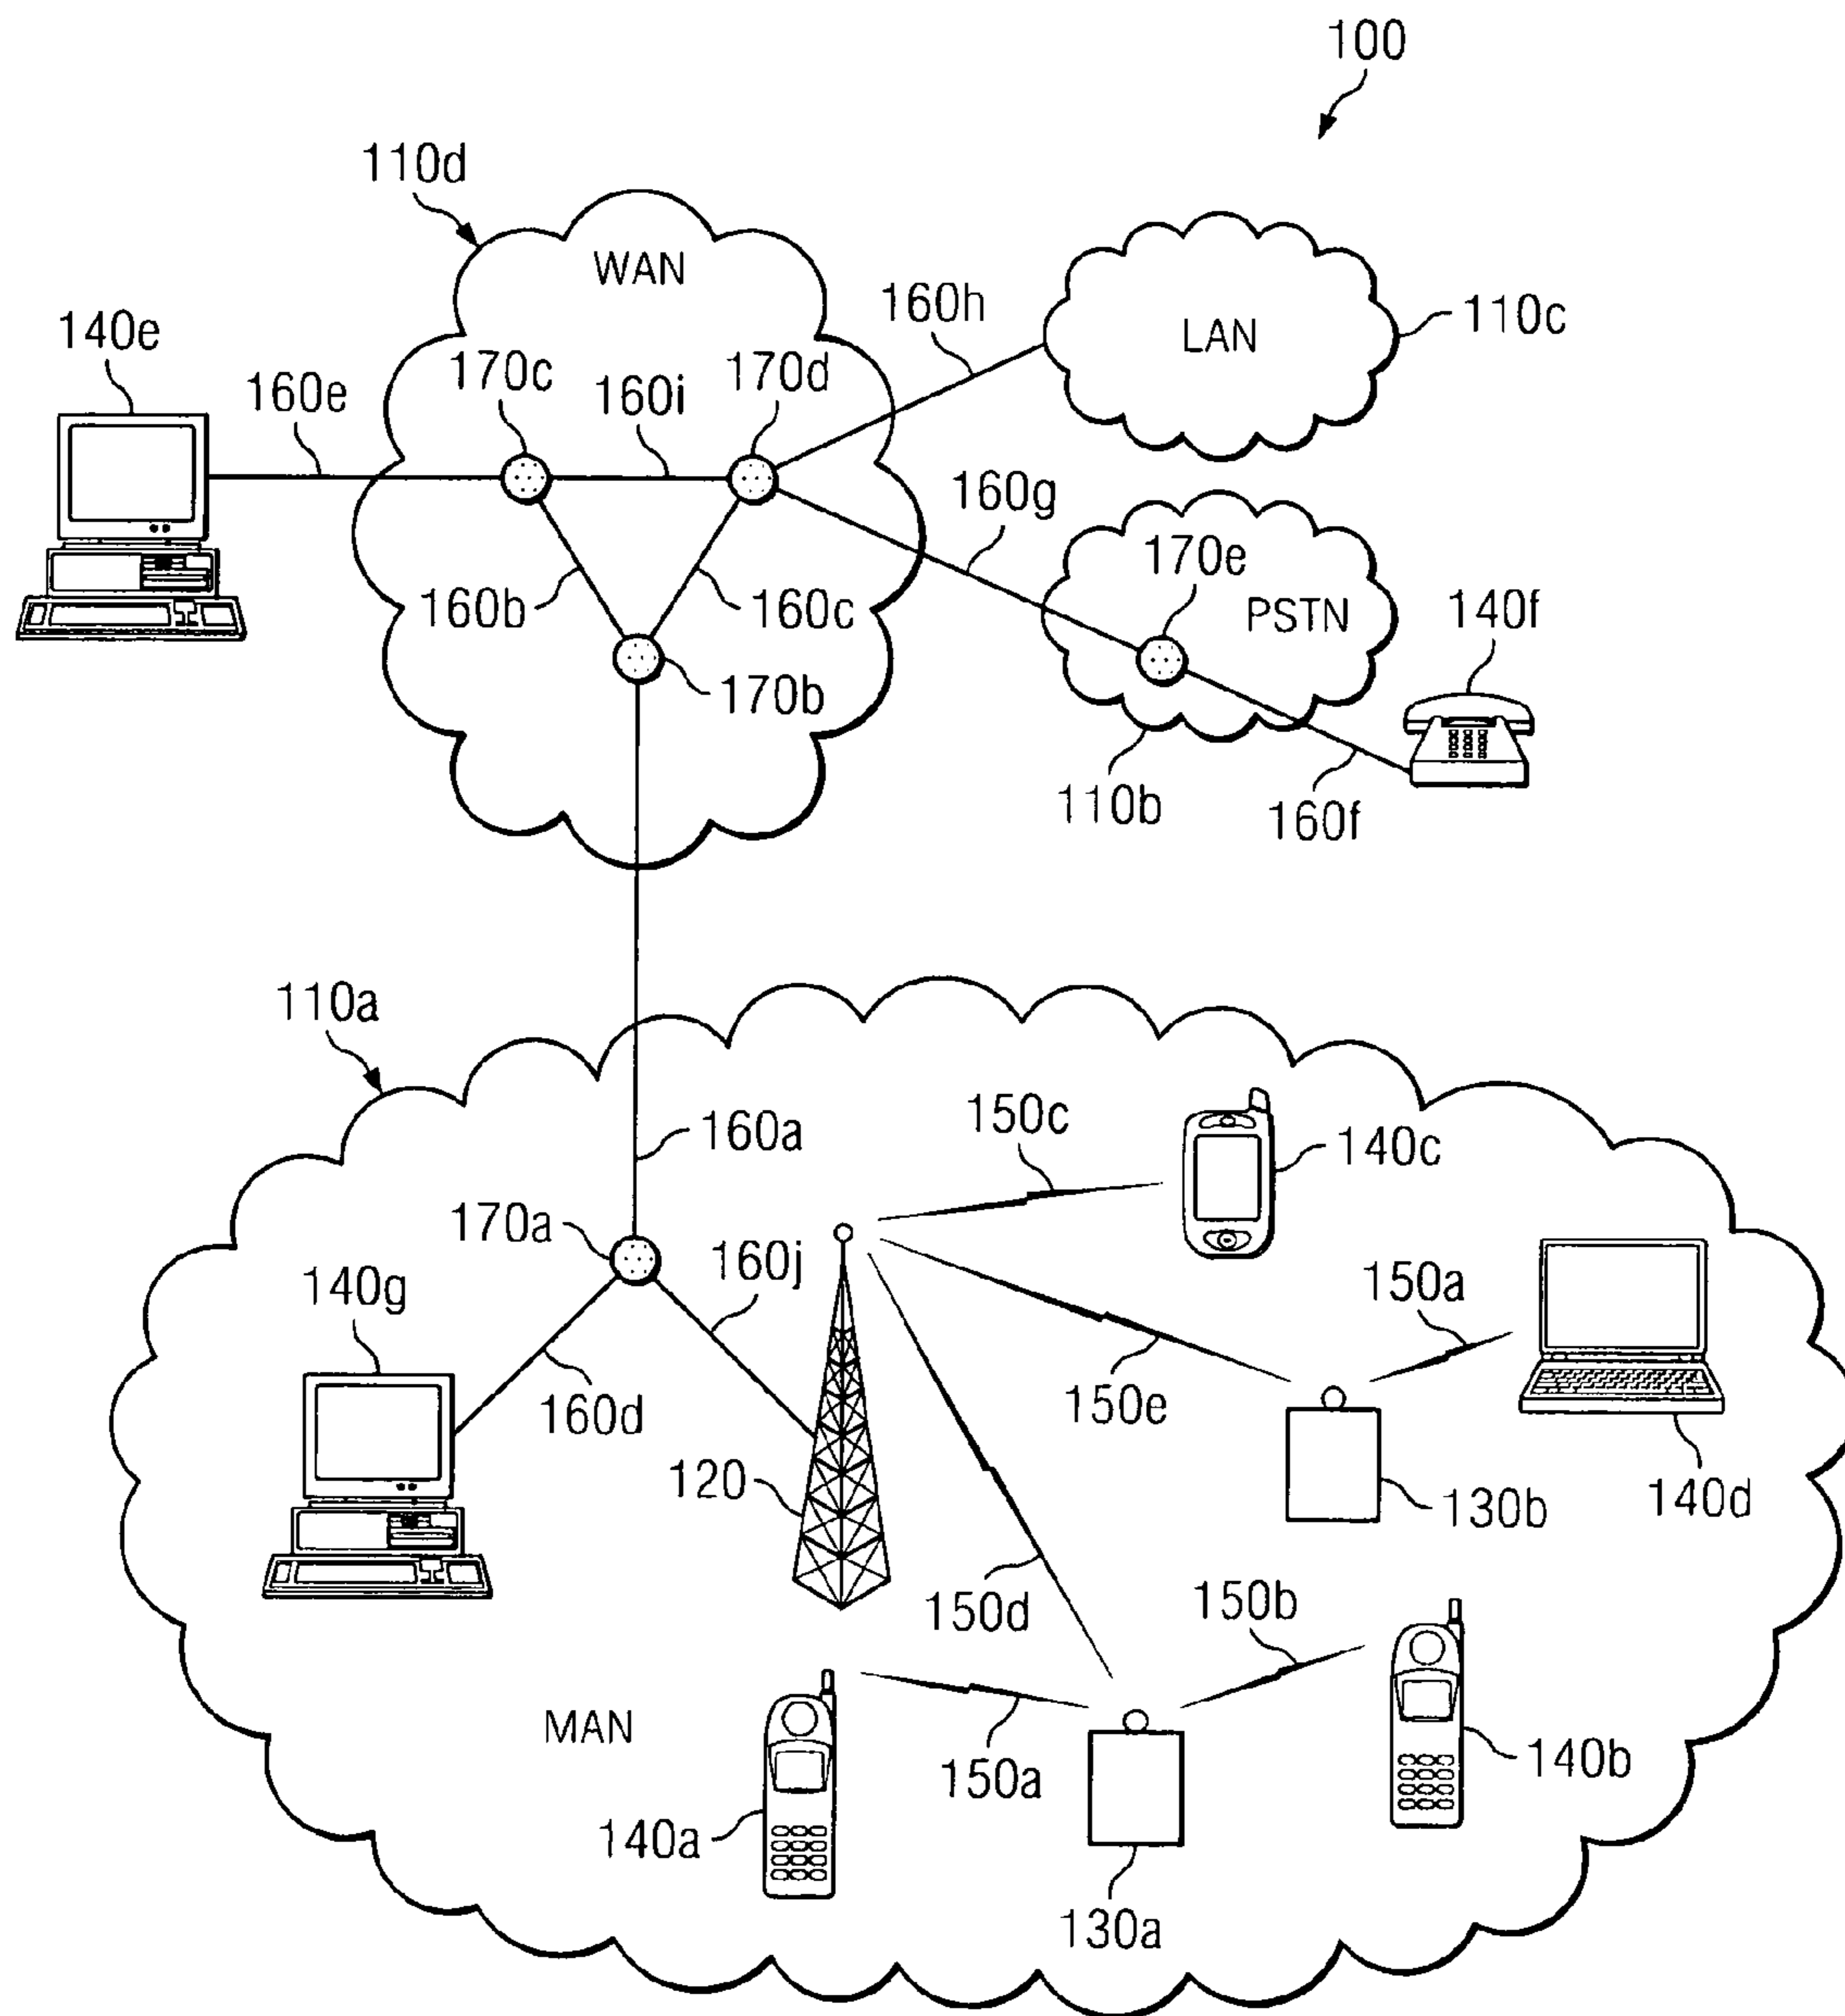 100
110d
WAN
160h
110c
LAN
140e
160e
170c
160i
170d
160g
170e
PSTN
140f
160b
160c
170b
110b
160f
110a
160a
150c
140c
170a
160j
150a
140g
160d
150e
120
130b
140d
150d
150b
MAN
150a
140b
140a
130a